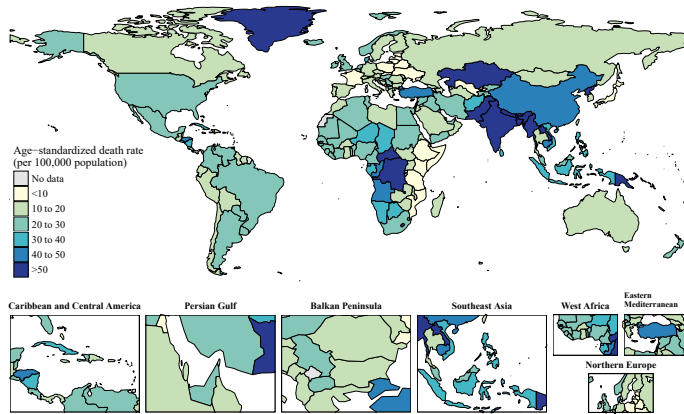 Age−standardized death rate
(per 100,000 population)
No data
<10
10 to 20
20 to 30
30 to 40
40 to 50
>50
Caribbean and Central America
Persian Gulf
Balkan Peninsula
Southeast Asia
West Africa
Eastern
Mediterranean
Northern Europe